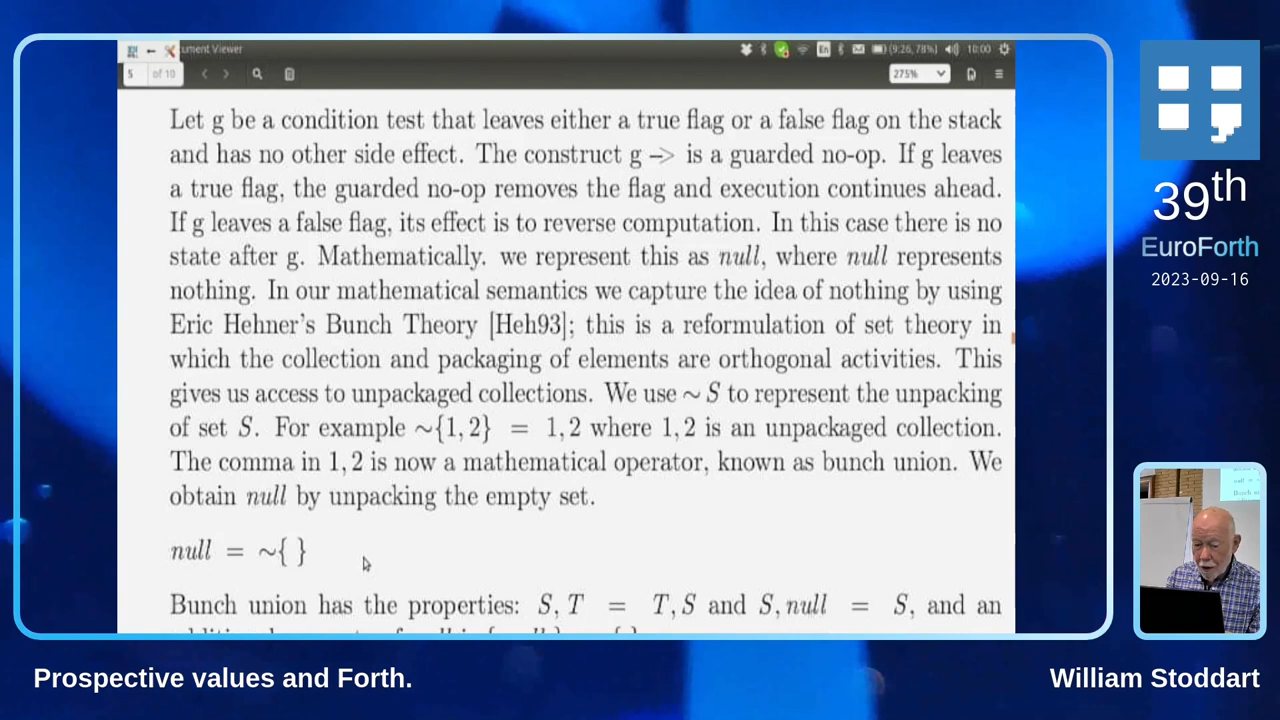 ument Viewer
En
(9:26, 78%)
10:00
5 of 10
275%
Let g be a condition test that leaves either a true flag or a false flag on the stack
and has no other side effect. The construct g -> is a guarded no-op. If g leaves
a true flag, the guarded no-op removes the flag and execution continues ahead.
If g leaves a false flag, its effect is to reverse computation. In this case there is no
state after g. Mathematically. we represent this as null, where null represents
nothing. In our mathematical semantics we capture the idea of nothing by using
Eric Hehner's Bunch Theory [Heh93]; this is a reformulation of set theory in
which the collection and packaging of elements are orthogonal activities. This
gives us access to unpackaged collections. We use ~ S to represent the unpacking
of set S. For example ~{1, 2} = 1, 2 where 1, 2 is an unpackaged collection.
The comma in 1, 2 is now a mathematical operator, known as bunch union. We
obtain null by unpacking the empty set.
null = ~{ }
Bunch union has the properties: S, T = T, S and S, null = S, and an
39th
EuroForth
2023-09-16
Prospective values and Forth.
William Stoddart